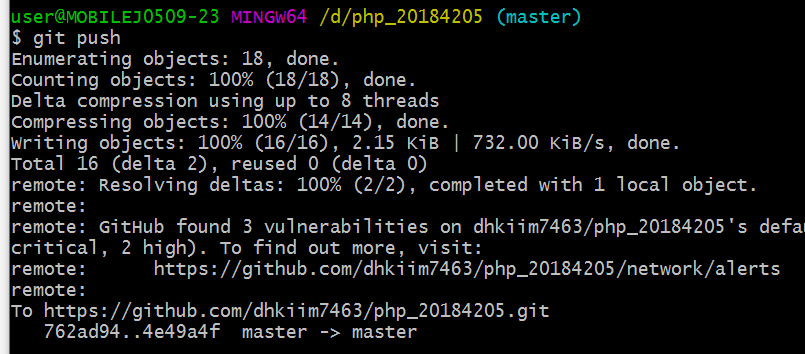 user@MOBILEJ0509-23 MINGW64 /d/php_20184205 (master)
$ git push
Enumerating objects: 18, done.
Counting objects: 100% (18/18), done.
Delta compression using up to 8 threads
Compressing objects: 100% (14/14), done.
Writing objects: 100% (16/16), 2.15 KiB | 732.00 KiB/s, done.
Total 16 (delta 2), reused 0 (delta 0)
remote: Resolving deltas: 100% (2/2), completed with 1 local object.
remote:
remote: GitHub found 3 vulnerabilities on dhkiim7463/php_20184205's defau
critical, 2 high). To find out more, visit:
remote:      https://github.com/dhkiim7463/php_20184205/network/alerts
remote:
To https://github.com/dhkiim7463/php_20184205.git
   762ad94..4e49a4f  master -> master